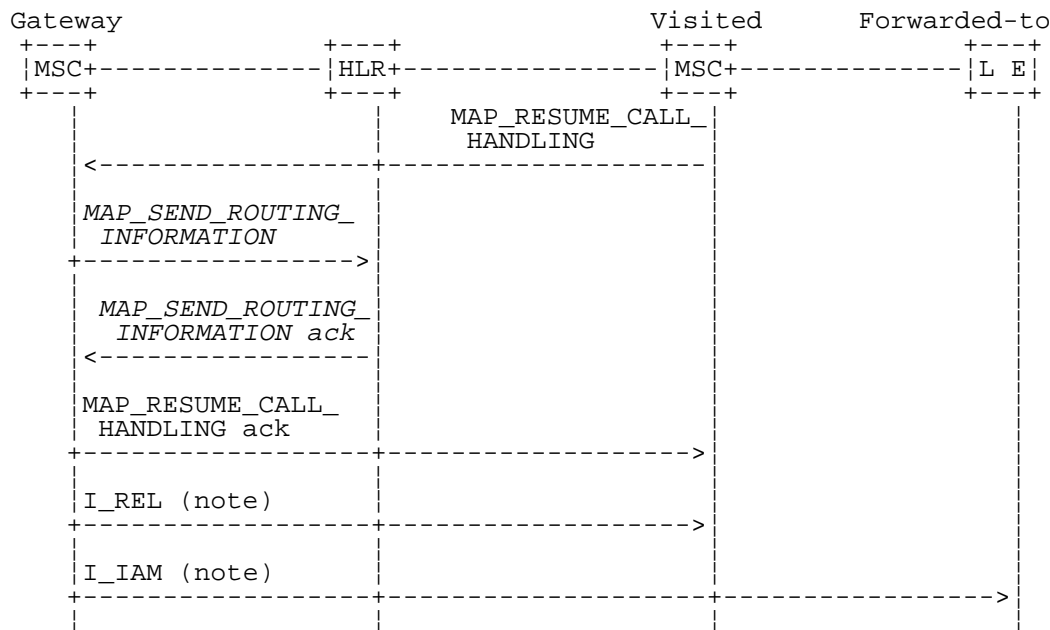 Gateway Visited Forwarded-to
MSC HLR MSC L E
MAP_RESUME_CALL_
HANDLING
MAP_SEND_ROUTING_
INFORMATION
MAP_SEND_ROUTING_
INFORMATION ack
MAP_RESUME_CALL_
HANDLING ack
I_REL (note)
I_IAM (note)